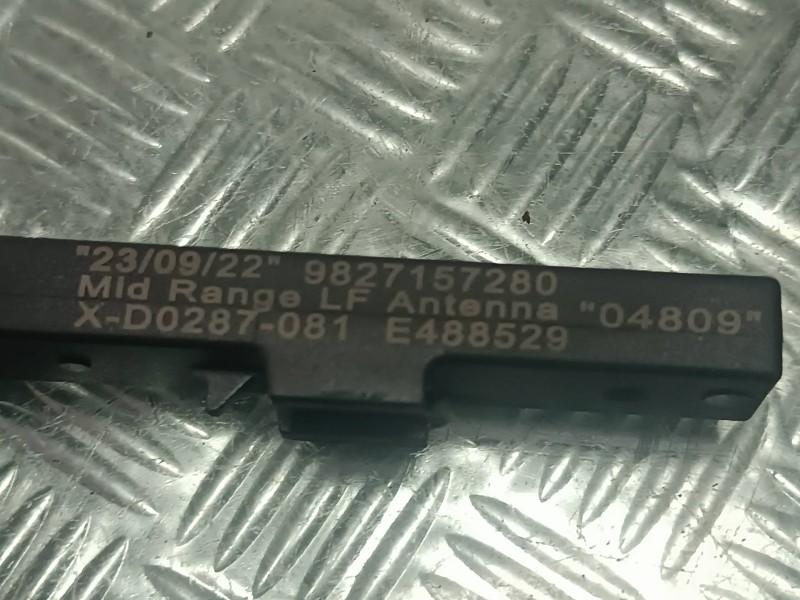 "23/09/22" 9827157280
Mid Range LF Antenna "04809"
X-D0287-081 E488529